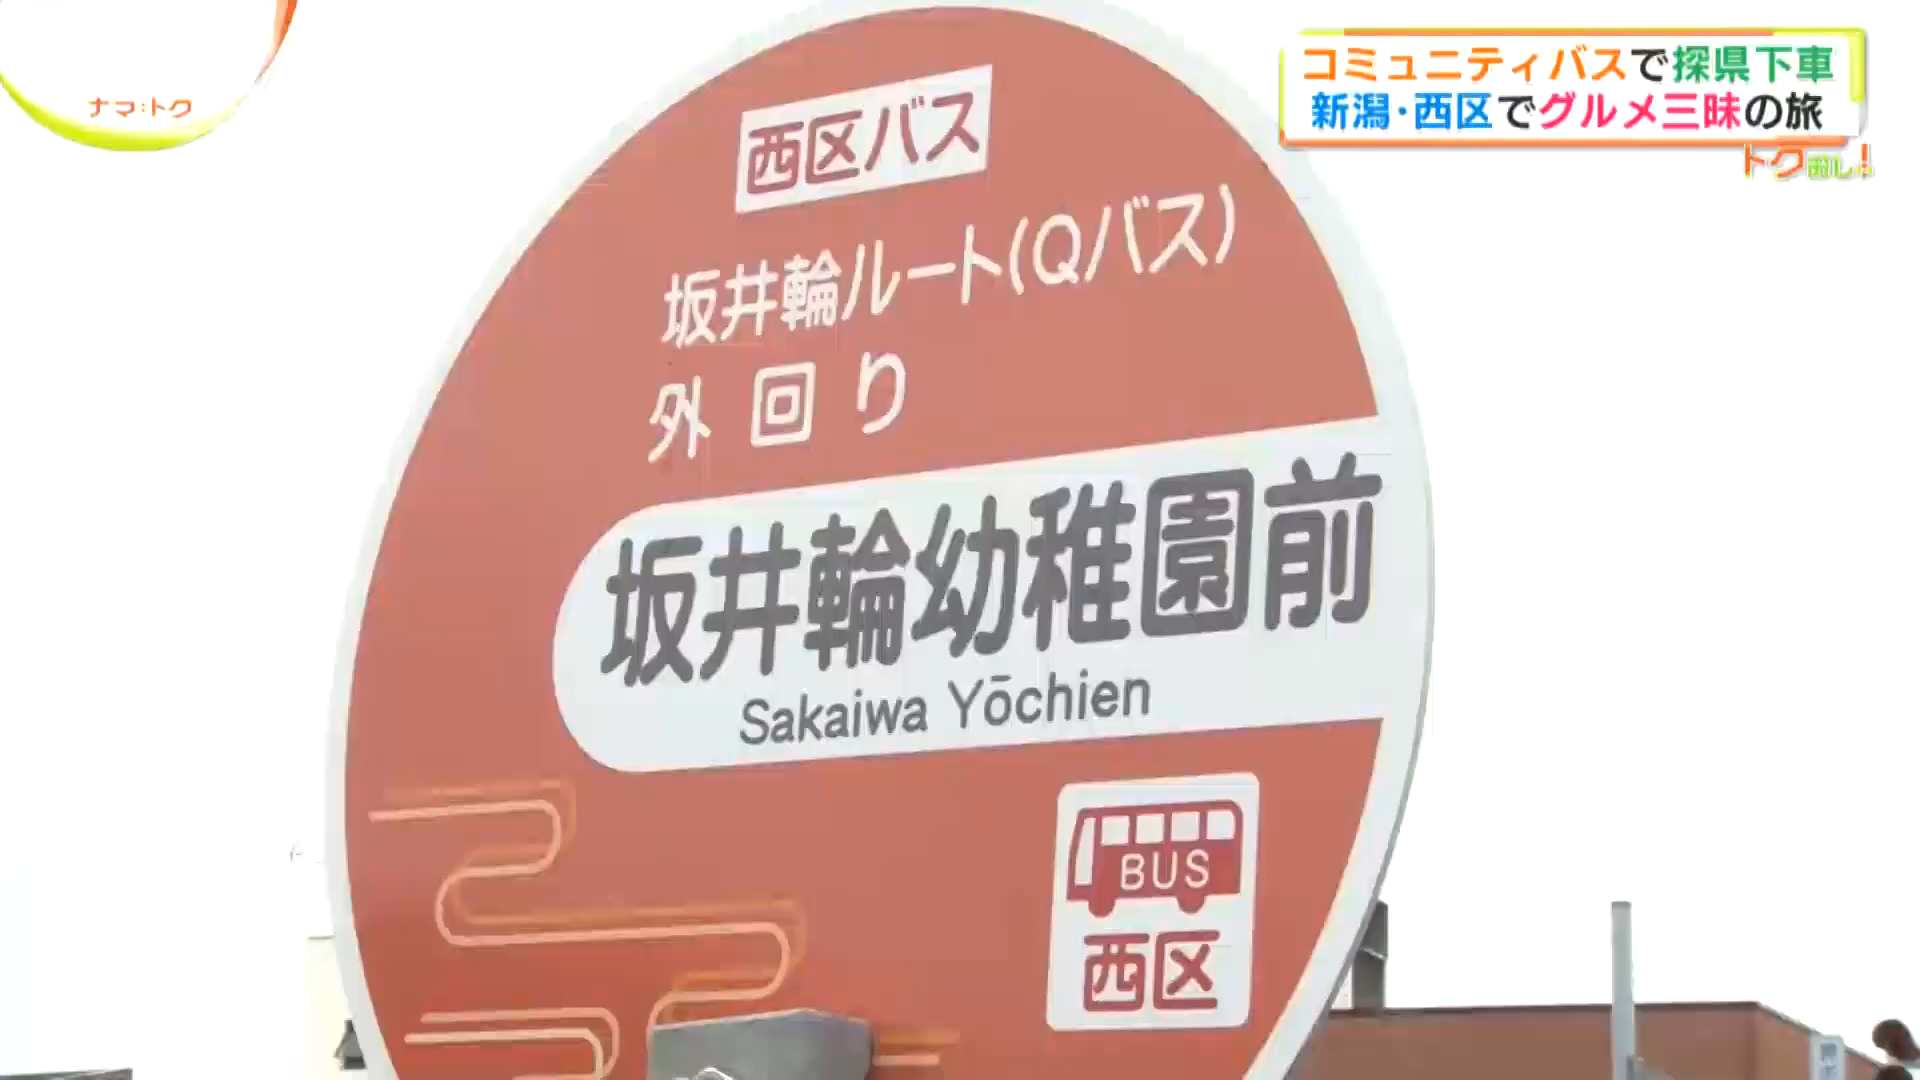 ナマ:トク
コミュニティバスで探県下車
新潟・西区でグルメ三昧の旅
トク出し!
西区バス
坂井輪ルート(Qバス)
外回り
坂井輪幼稚園前
Sakaiwa Yōchien
BUS
西区